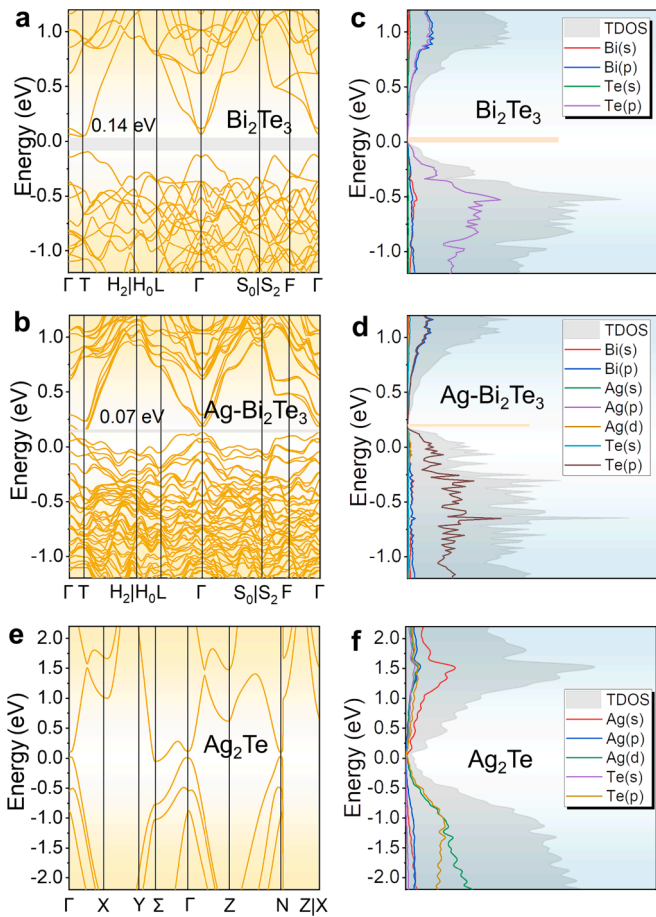 a
Energy (eV)
1.0
0.5
0.0
-0.5
-1.0
0.14 eV
Bi₂Te₃
Γ T H₂|H₀L Γ S₀|S₂ F Γ
c
Energy (eV)
1.0
0.5
0.0
-0.5
-1.0
TDOS
Bi(s)
Bi(p)
Te(s)
Te(p)
Bi₂Te₃
b
Energy (eV)
1.0
0.5
0.0
-0.5
-1.0
0.07 eV
Ag-Bi₂Te₃
Γ T H₂|H₀L Γ S₀|S₂ F Γ
d
Energy (eV)
1.0
0.5
0.0
-0.5
-1.0
TDOS
Bi(s)
Bi(p)
Ag(s)
Ag(p)
Ag(d)
Te(s)
Te(p)
Ag-Bi₂Te₃
e
Energy (eV)
2.0
1.5
1.0
0.5
0.0
-0.5
-1.0
-1.5
-2.0
Ag₂Te
Γ X Y Σ Γ Z N Z|X
f
Energy (eV)
2.0
1.5
1.0
0.5
0.0
-0.5
-1.0
-1.5
-2.0
TDOS
Ag(s)
Ag(p)
Ag(d)
Te(s)
Te(p)
Ag₂Te